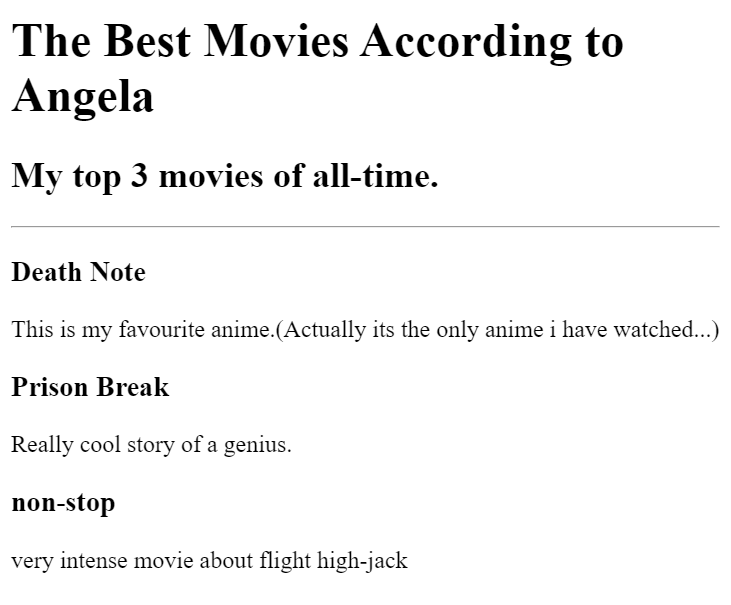 The Best Movies According to
Angela
My top 3 movies of all-time.
Death Note
This is my favourite anime.(Actually its the only anime i have watched...)
Prison Break
Really cool story of a genius.
non-stop
very intense movie about flight high-jack